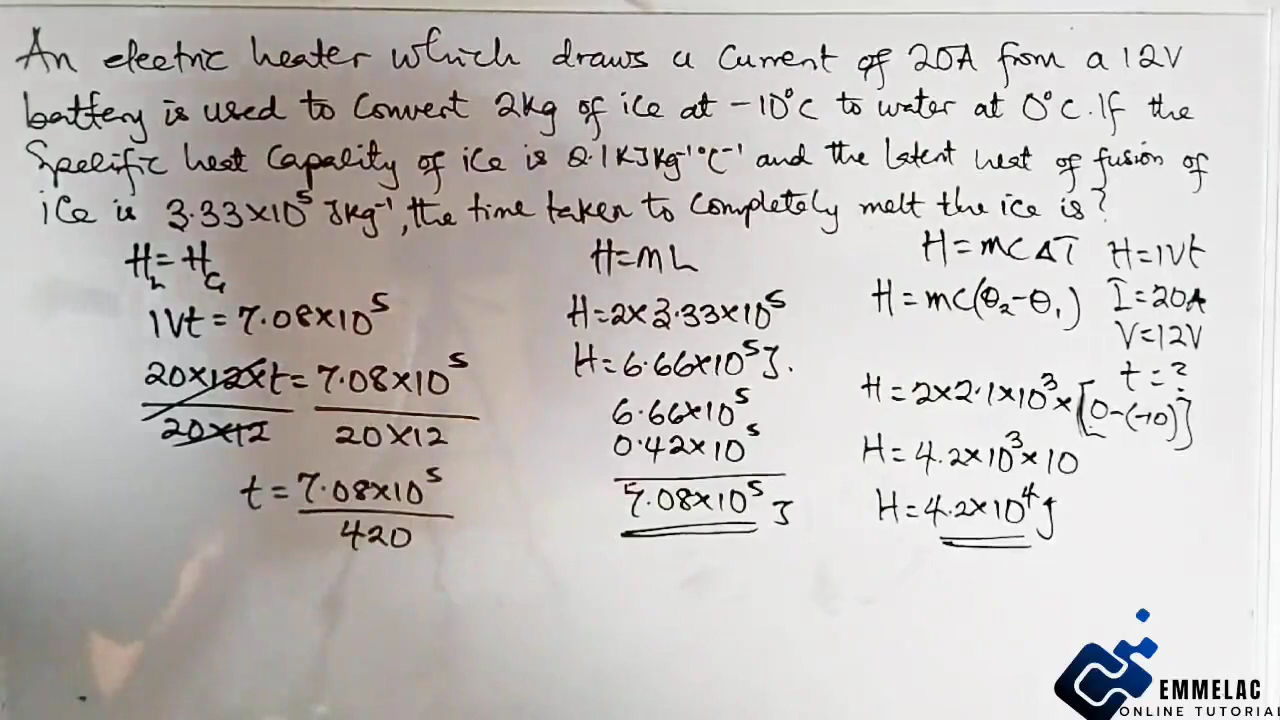 An electric heater which draws a current of 20A from a 12V
battery is used to convert 2kg of ice at -10°C to water at 0°C. If the
Specific heat capacity of ice is 2.1KJKg⁻¹°C⁻¹ and the latent heat of fusion of
ice is 3.33×10⁵ Jkg⁻¹, the time taken to completely melt the ice is?
H_L = H_G
IVt = 7.08×10⁵
20×12×t = 7.08×10⁵
20×12 20×12
t = 7.08×10⁵
420
H=mL
H=2×3.33×10⁵
H=6.66×10⁵J.
6.66×10⁵
0.42×10⁵
7.08×10⁵ J
H=mcΔT
H=mc(θ₂-θ₁)
H=2×2.1×10³×[0-(-10)]
H=4.2×10³×10
H=4.2×10⁴J
H=IVt
I=20A
V=12V
t=?
EMMELAC
ONLINE TUTORIAL